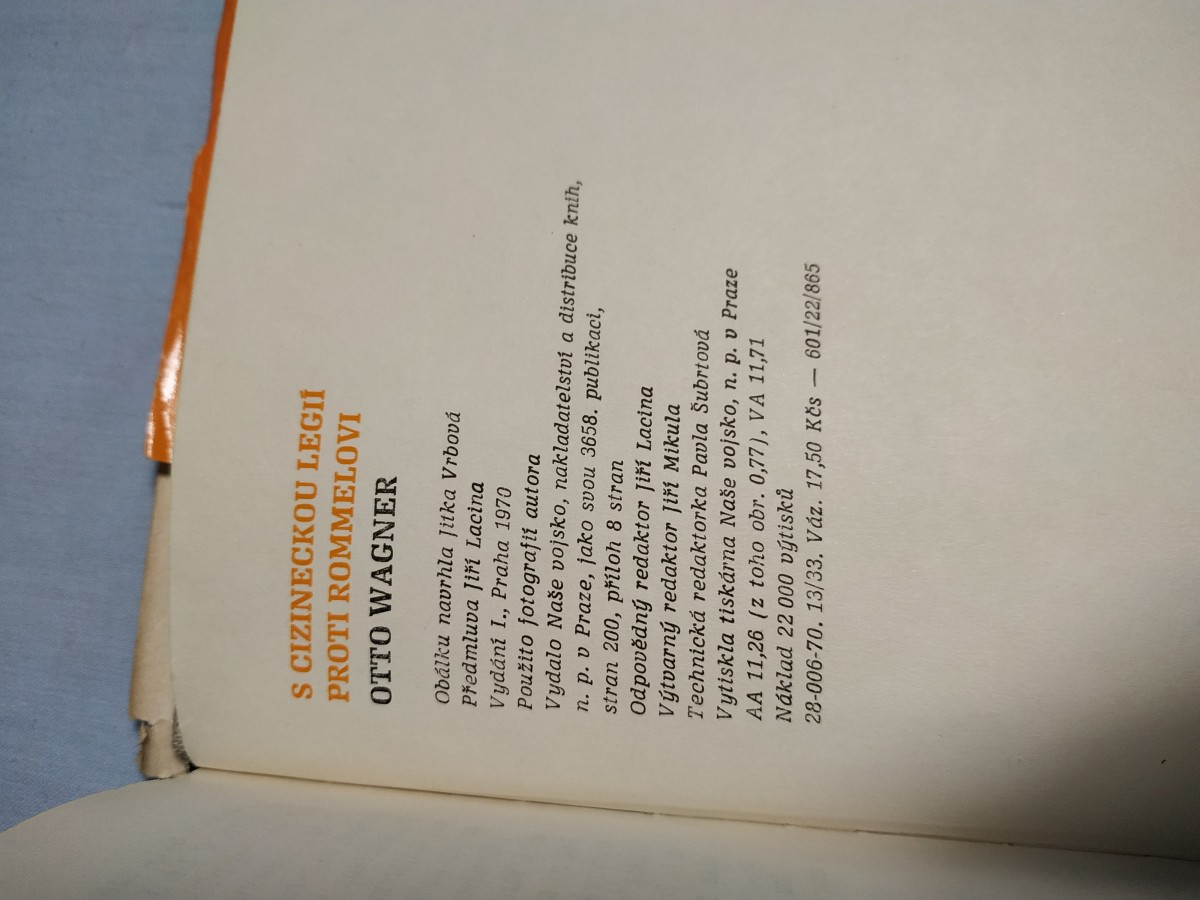 S CIZINECKOU LEGIÍ
PROTI ROMMELOVI
OTTO WAGNER
Obálku navrhla Jitka Vrbová
Předmluva Jiří Lacina
Vydání I., Praha 1970
Použito fotografií autora
Vydalo Naše vojsko, nakladatelství a distribuce knih,
n. p. v Praze, jako svou 3658. publikaci,
stran 200, příloh 8 stran
Odpovědný redaktor Jiří Lacina
Výtvarný redaktor Jiří Mikula
Technická redaktorka Pavla Šubrtová
Vytiskla tiskárna Naše vojsko, n. p. v Praze
AA 11,26 (z toho obr. 0,77), VA 11,71
Náklad 22 000 výtisků
28-006-70. 13/33. Váz. 17,50 Kčs — 601/22/865